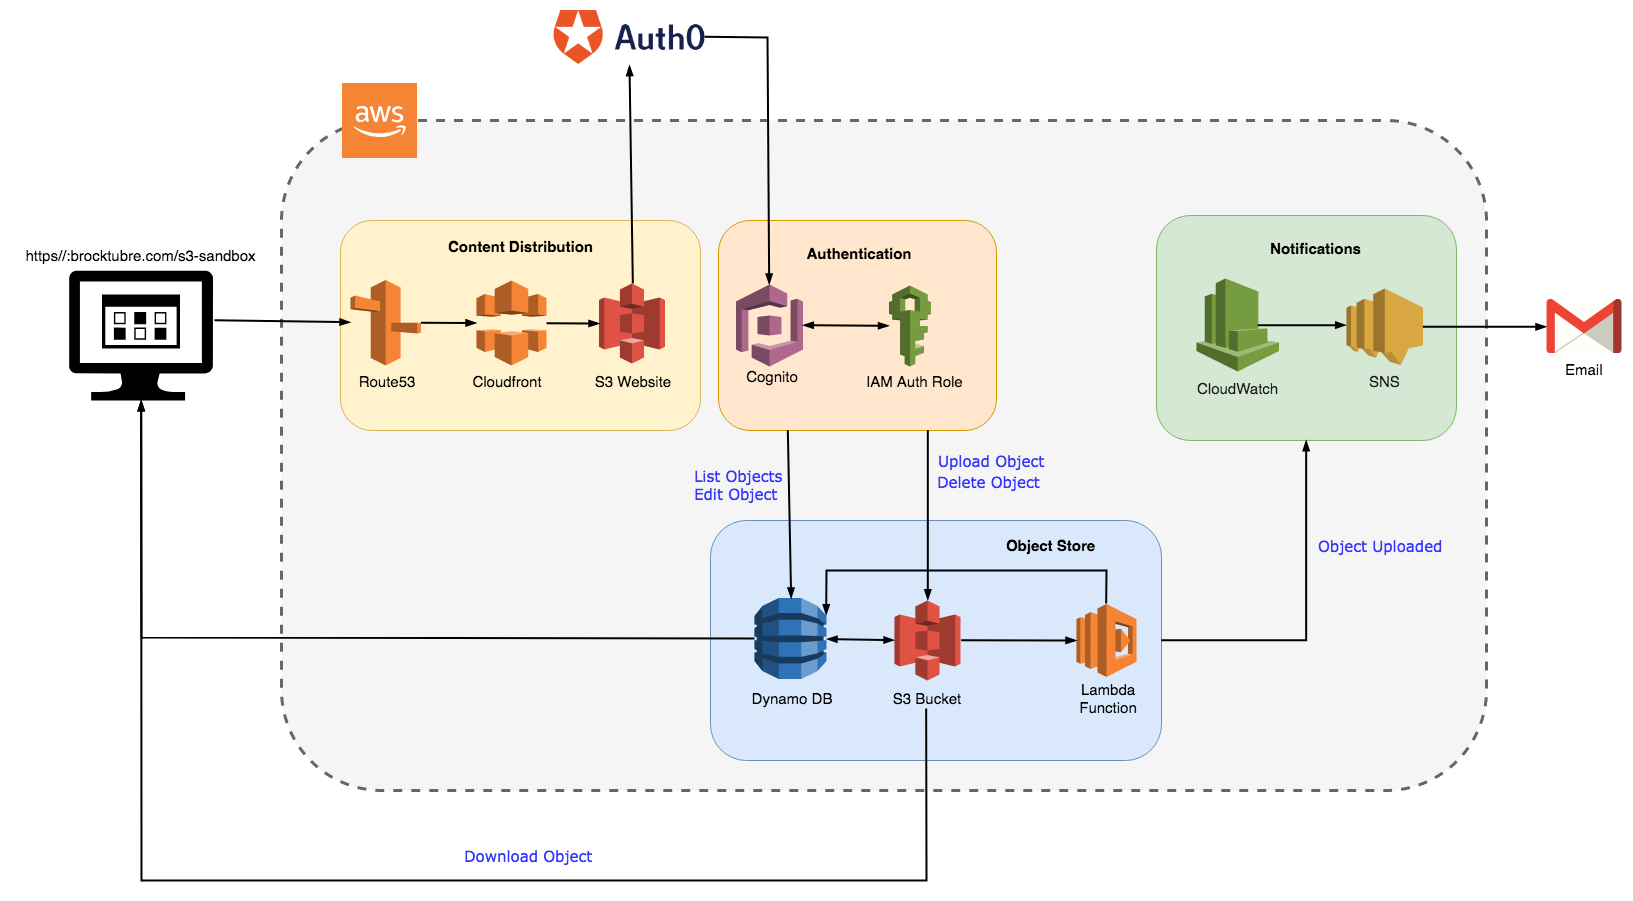 Auth0
aws
https//:brocktubre.com/s3-sandbox
Content Distribution
Route53
Cloudfront
S3 Website
Authentication
Cognito
IAM Auth Role
Notifications
CloudWatch
SNS
Email
List Objects
Edit Object
Upload Object
Delete Object
Object Uploaded
Object Store
Dynamo DB
S3 Bucket
Lambda
Function
Download Object